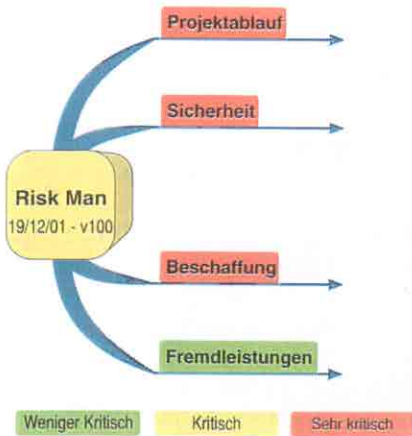 Projektablauf
Sicherheit
Risk Man
19/12/01 - v100
Beschaffung
Fremdleistungen
Weniger Kritisch
Kritisch
Sehr kritisch